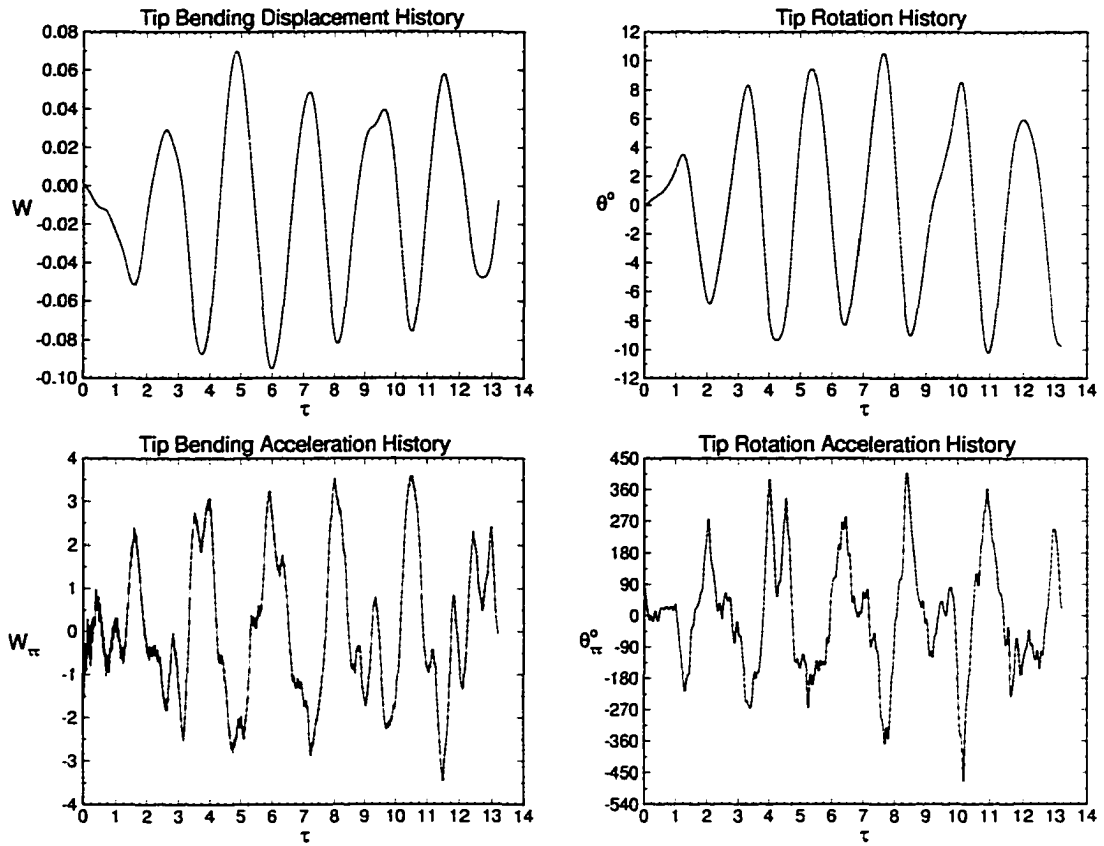 Tip Bending Displacement History
0.08
0.06
0.04
0.02
0.00
-0.02
-0.04
-0.06
-0.08
-0.10
W
0 1 2 3 4 5 6 7 8 9 10 11 12 13 14
τ
Tip Rotation History
12
10
8
6
4
2
0
-2
-4
-6
-8
-10
-12
θ°
0 1 2 3 4 5 6 7 8 9 10 11 12 13 14
τ
Tip Bending Acceleration History
4
3
2
1
0
-1
-2
-3
-4
Wττ
0 1 2 3 4 5 6 7 8 9 10 11 12 13 14
τ
Tip Rotation Acceleration History
450
360
270
180
90
0
-90
-180
-270
-360
-450
-540
θ°ττ
0 1 2 3 4 5 6 7 8 9 10 11 12 13 14
τ